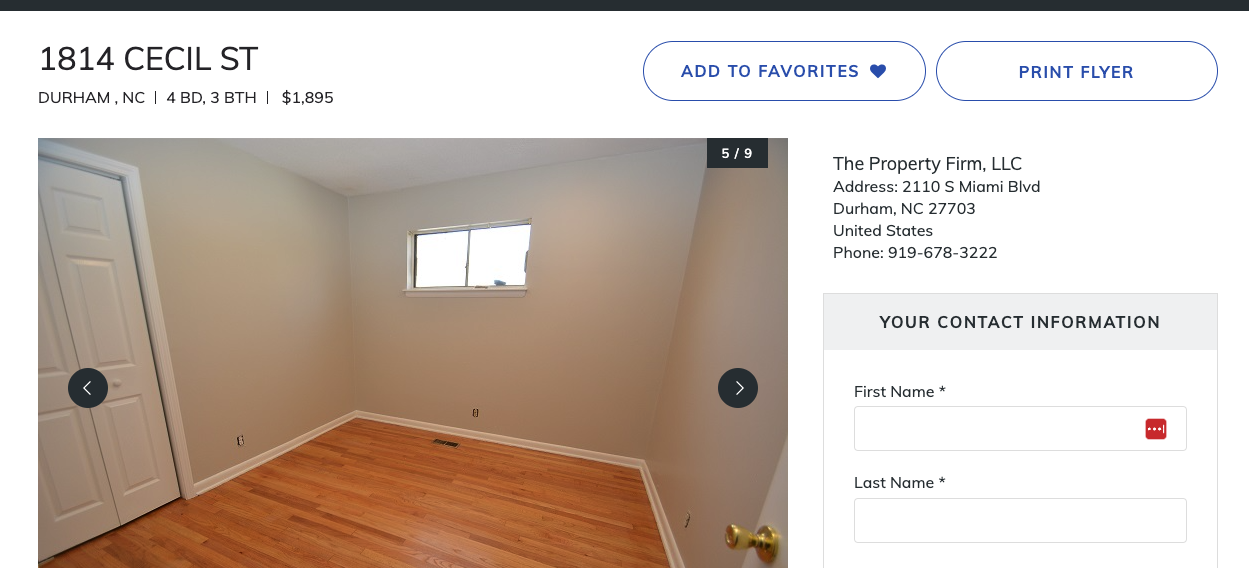 1814 CECIL ST
DURHAM , NC | 4 BD, 3 BTH | $1,895
ADD TO FAVORITES
PRINT FLYER
5 / 9
The Property Firm, LLC
Address: 2110 S Miami Blvd
Durham, NC 27703
United States
Phone: 919-678-3222
YOUR CONTACT INFORMATION
First Name *
Last Name *